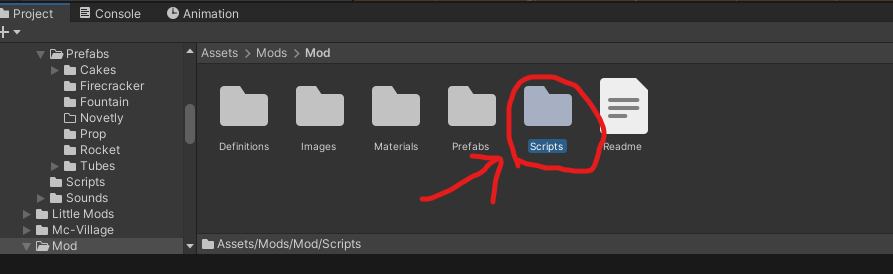 Project Console Animation
Prefabs
Cakes
Firecracker
Fountain
Novetly
Prop
Rocket
Tubes
Scripts
Sounds
Little Mods
Mc-Village
Mod
Assets > Mods > Mod
Definitions Images Materials Prefabs Scripts Readme
Assets/Mods/Mod/Scripts